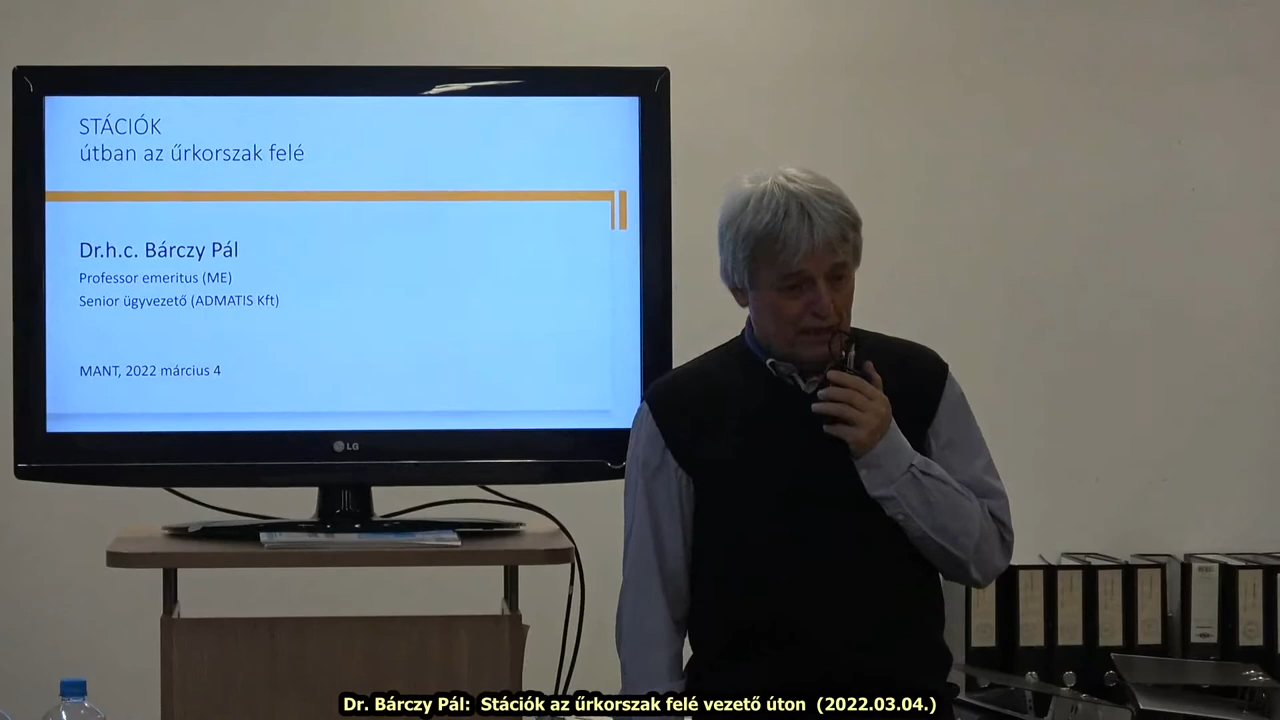 STÁCIÓK
útban az űrkorszak felé
Dr.h.c. Bárczy Pál
Professor emeritus (ME)
Senior ügyvezető (ADMATIS Kft)
MANT, 2022 március 4
LG
Dr. Bárczy Pál: Stációk az űrkorszak felé vezető úton (2022.03.04.)